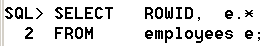 SQL> SELECT   ROWID, e.*
  2  FROM     employees e;